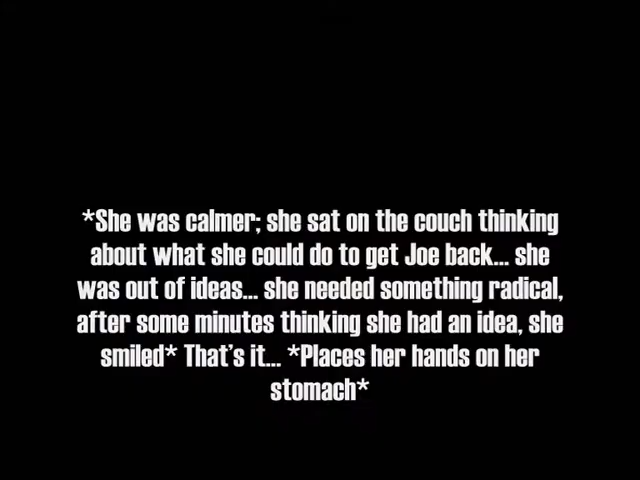 *She was calmer; she sat on the couch thinking
about what she could do to get Joe back... she
was out of ideas... she needed something radical,
after some minutes thinking she had an idea, she
smiled* That's it... *Places her hands on her
stomach*